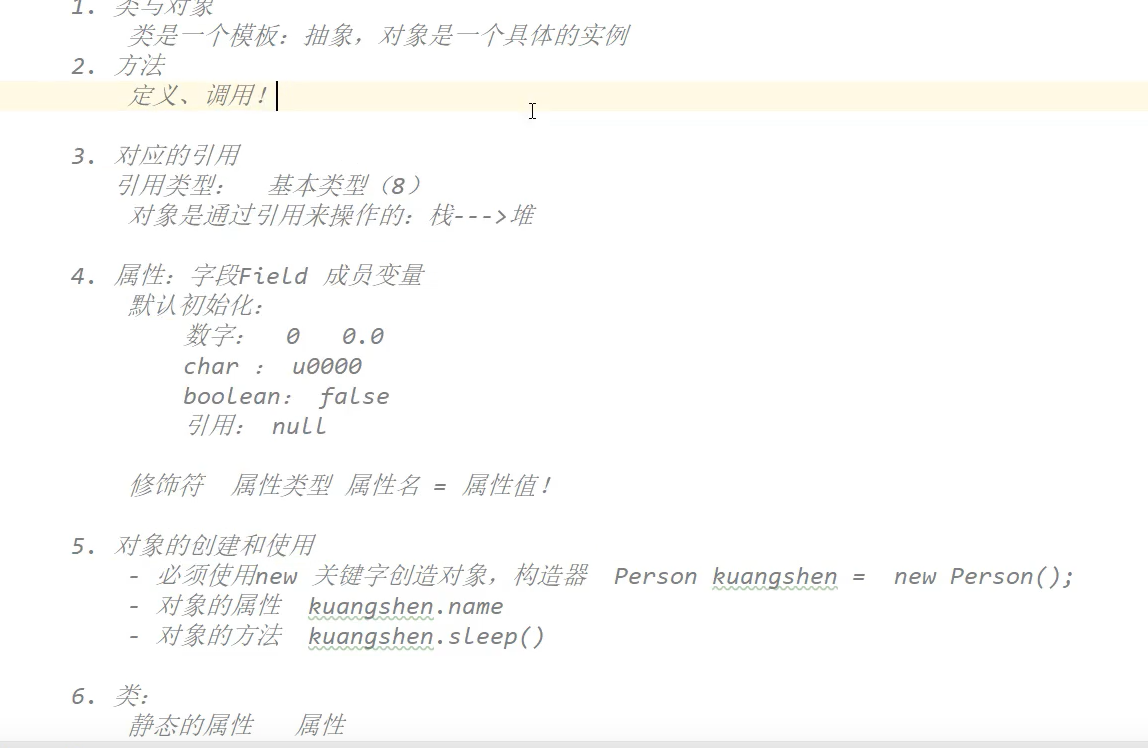 1. 类与对象
类是一个模板：抽象，对象是一个具体的实例
2. 方法
定义、调用！
3. 对应的引用
引用类型： 基本类型（8）
对象是通过引用来操作的：栈--->堆
4. 属性：字段Field 成员变量
默认初始化：
数字： 0 0.0
char ： u0000
boolean： false
引用： null
修饰符 属性类型 属性名 = 属性值！
5. 对象的创建和使用
- 必须使用new 关键字创造对象，构造器 Person kuangshen = new Person();
- 对象的属性 kuangshen.name
- 对象的方法 kuangshen.sleep()
6. 类：
静态的属性 属性